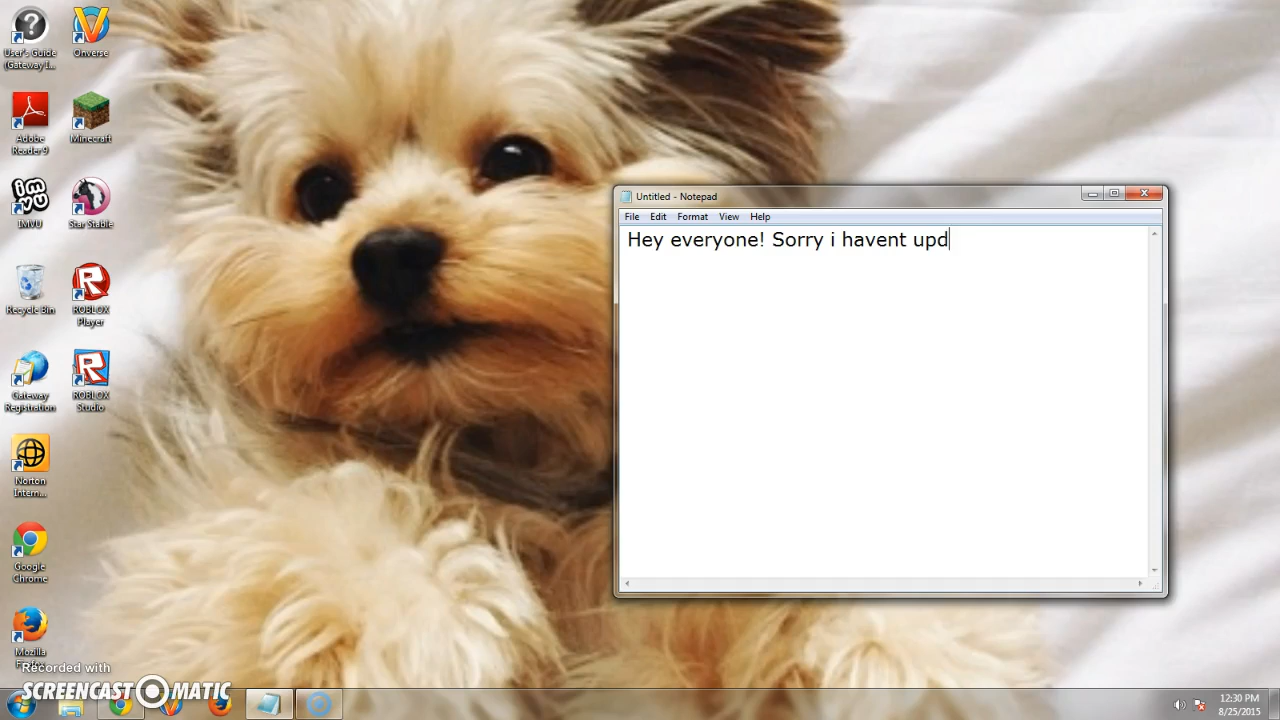 User's Guide
(Gateway I...
Onverse
Adobe
Reader 9
Minecraft
IMVU
Star Stable
Recycle Bin
ROBLOX
Player
Gateway
Registration
ROBLOX
Studio
Norton
Intern...
Google
Chrome
Mozilla
Untitled - Notepad
File Edit Format View Help
Hey everyone! Sorry i havent upd
Recorded with
SCREENCAST MATIC
12:30 PM
8/25/2015